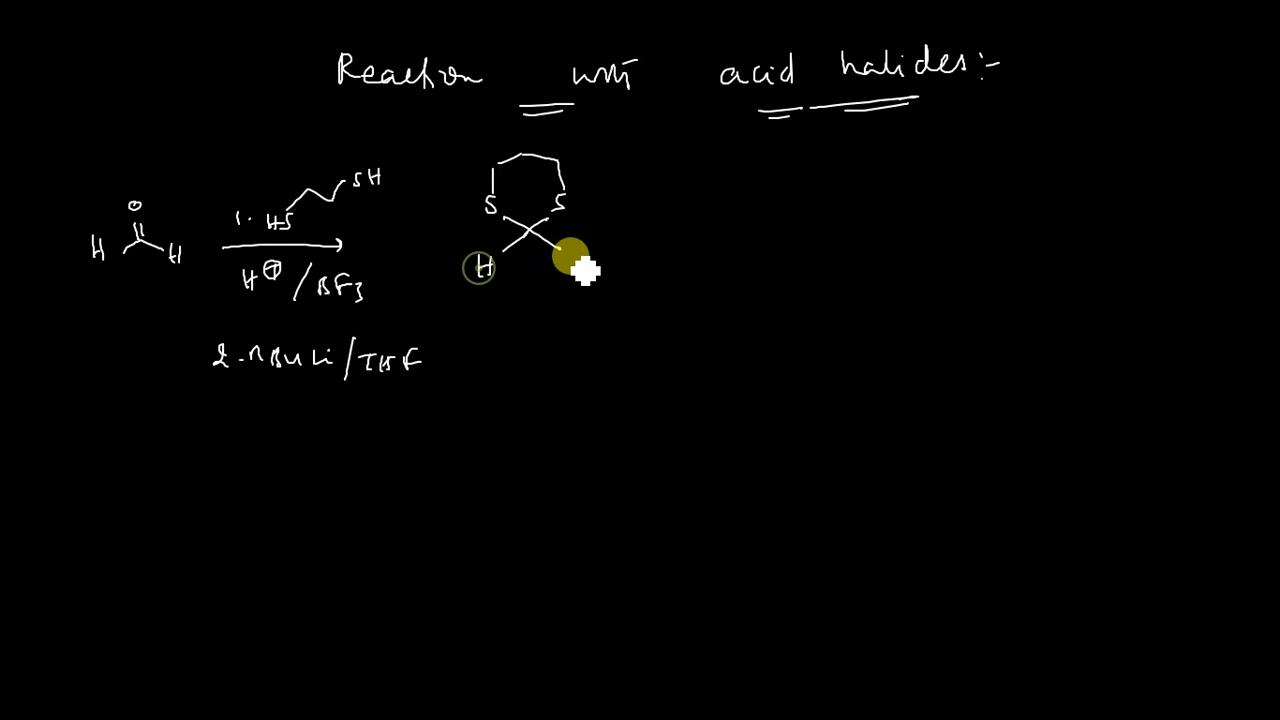 Reaction with acid halides:-
O
H H
1. HS SH
H⊕ / BF3
S S
H
2. nBuLi/THF